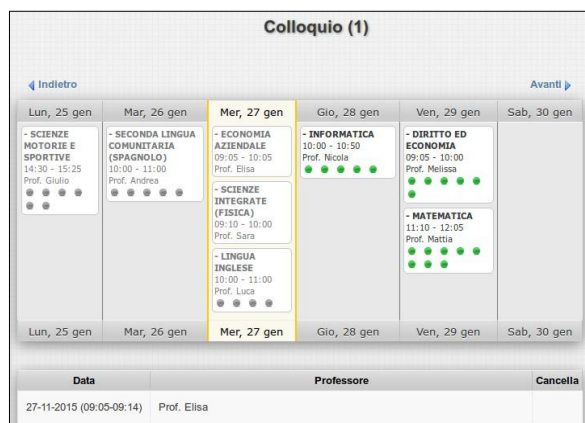 Colloquio (1)
Indietro
Avanti
Lun, 25 gen
Mar, 26 gen
Mer, 27 gen
Gio, 28 gen
Ven, 29 gen
Sab, 30 gen
- SCIENZE
MOTORIE E
SPORTIVE
14:30 - 15:25
Prof. Giulio
- SECONDA LINGUA
COMUNITARIA
(SPAGNOLO)
10:00 - 11:00
Prof. Andrea
- ECONOMIA
AZIENDALE
09:05 - 10:05
Prof. Elisa
- SCIENZE
INTEGRATE
(FISICA)
09:10 - 10:00
Prof. Sara
- LINGUA
INGLESE
10:00 - 11:00
Prof. Luca
- INFORMATICA
10:00 - 10:50
Prof. Nicola
- DIRITTO ED
ECONOMIA
09:05 - 10:00
Prof. Melissa
- MATEMATICA
11:10 - 12:05
Prof. Mattia
Lun, 25 gen
Mar, 26 gen
Mer, 27 gen
Gio, 28 gen
Ven, 29 gen
Sab, 30 gen
Data
Professore
Cancella
27-11-2015 (09:05-09:14)
Prof. Elisa